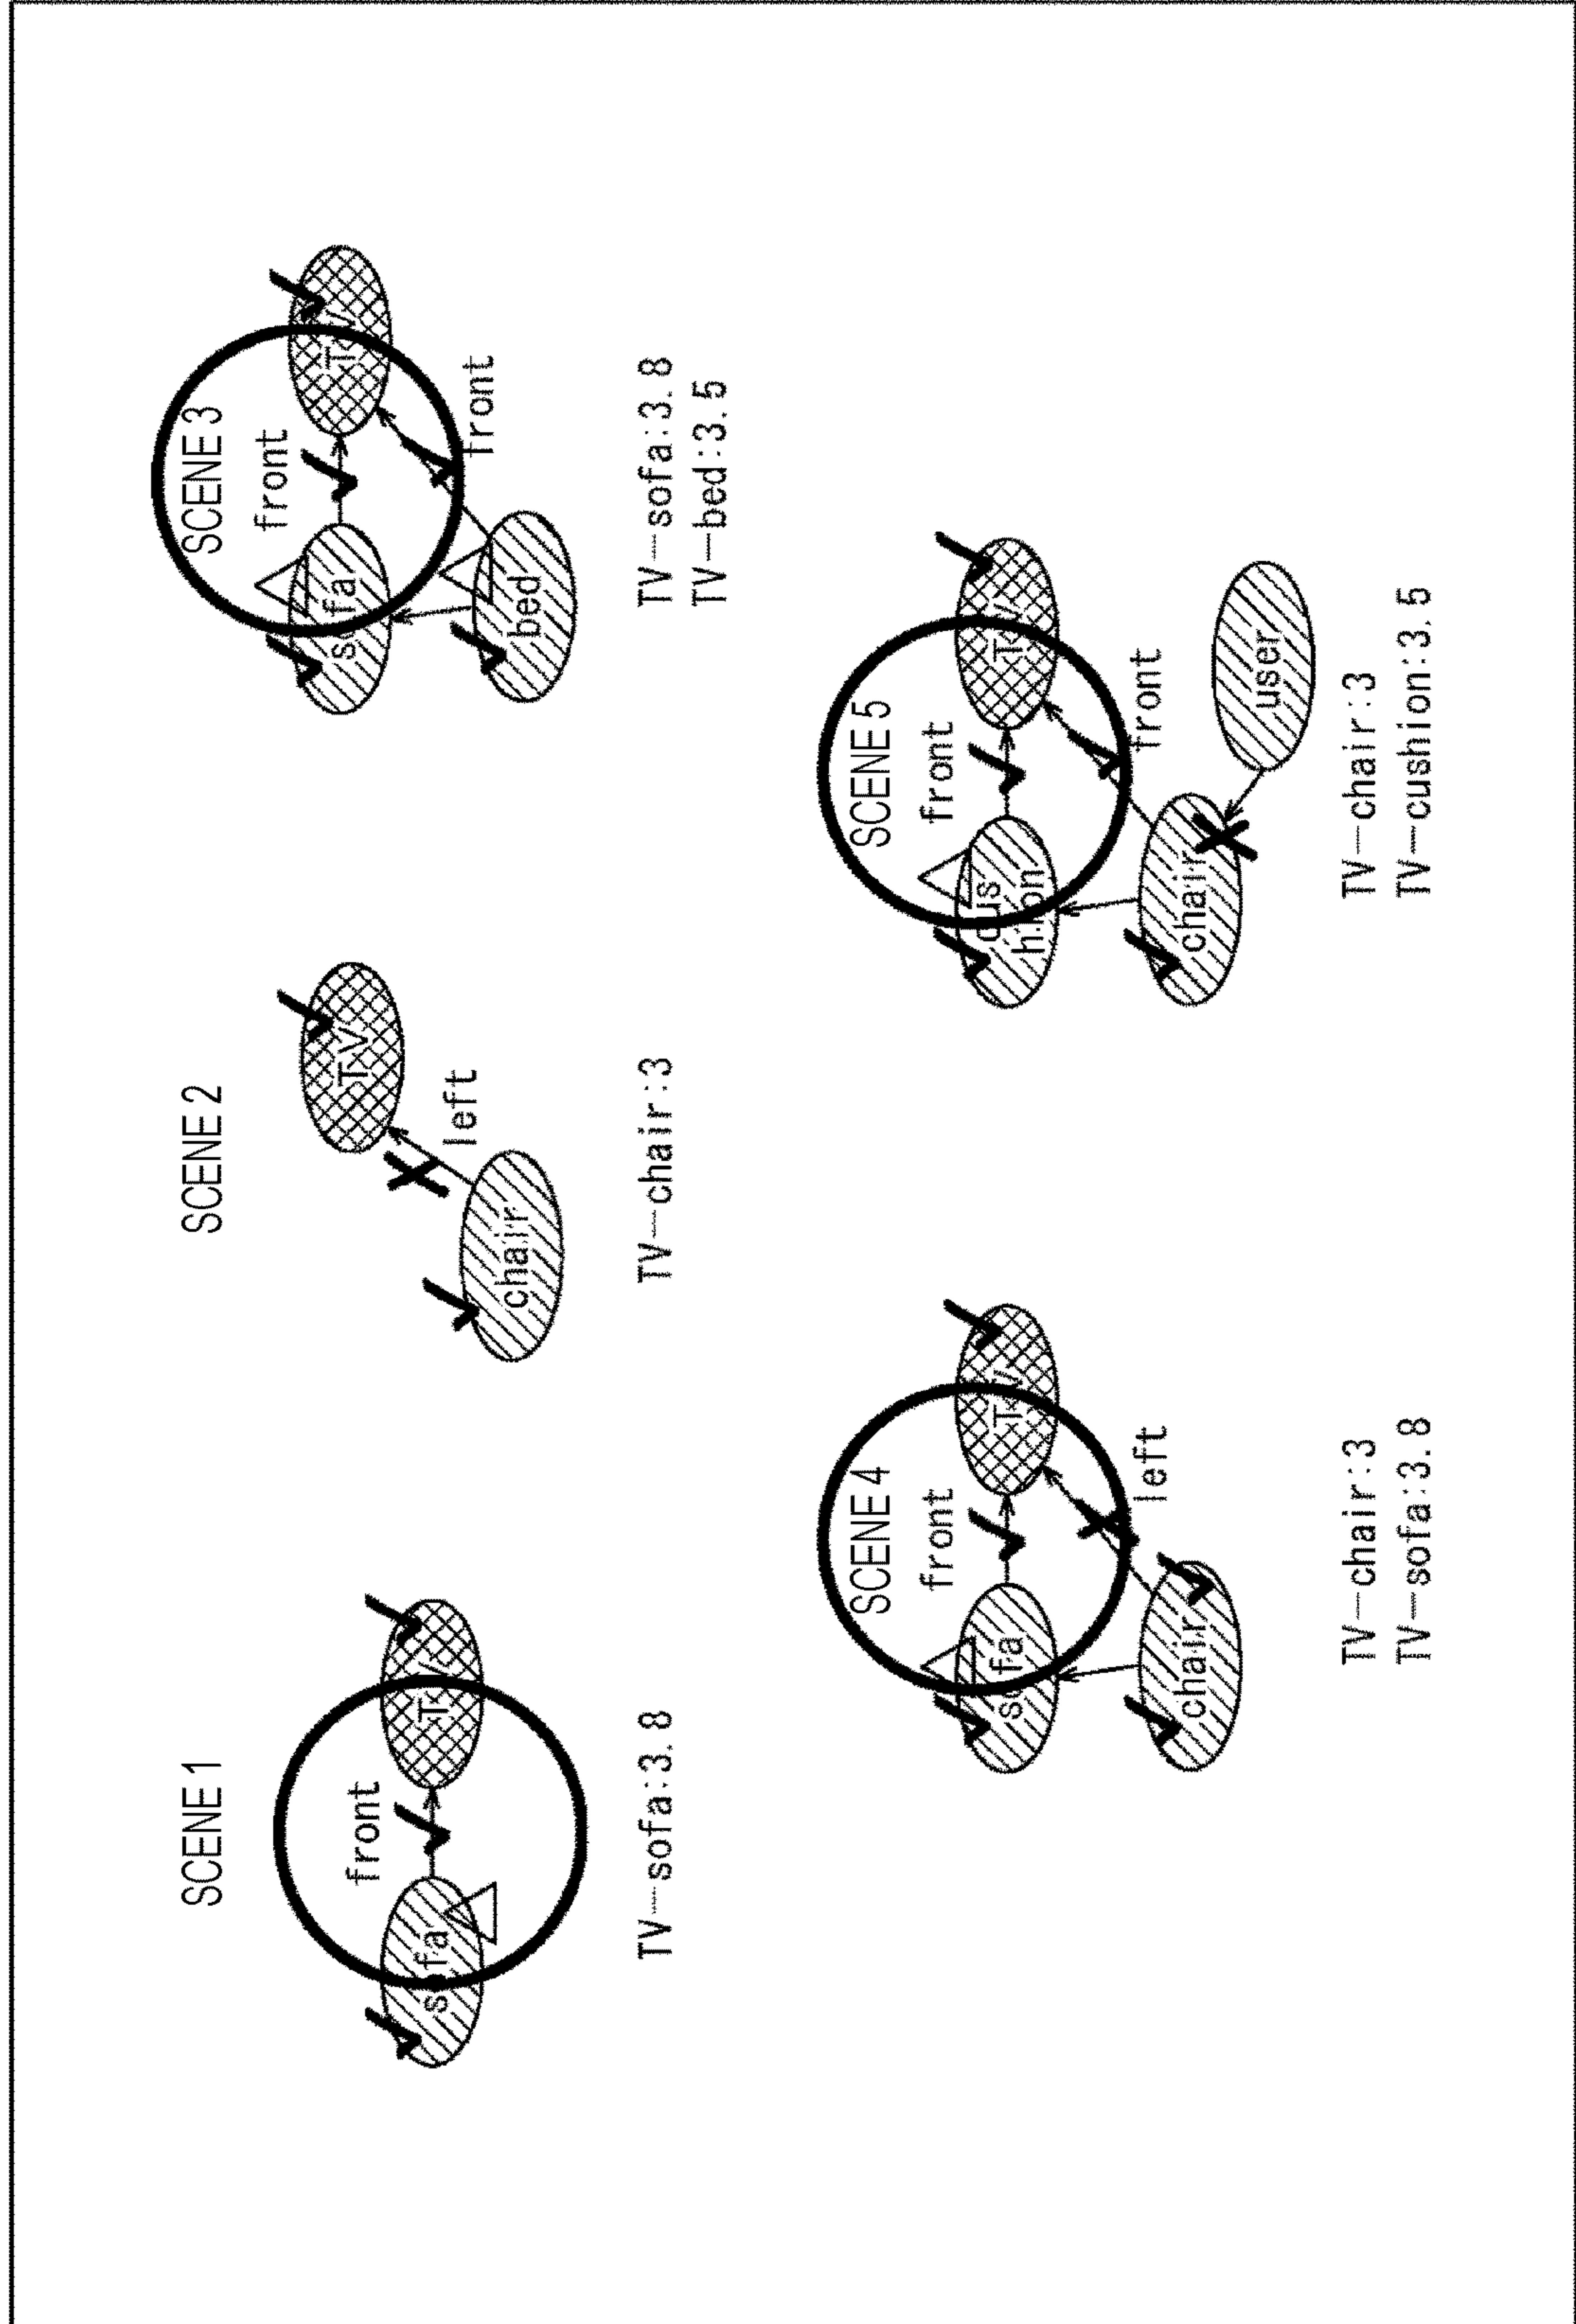 SCENE 1
front
sofa
TV
TV—sofa:3.8
SCENE 2
TV
left
chair
TV—chair:3
SCENE 3
front
sofa
TV
front
bed
TV—sofa:3.8
TV—bed:3.5
SCENE 4
front
sofa
TV
left
chair
TV—chair:3
TV—sofa:3.8
SCENE 5
front
cus
hion
TV
front
chair
user
TV—chair:3
TV—cushion:3.5